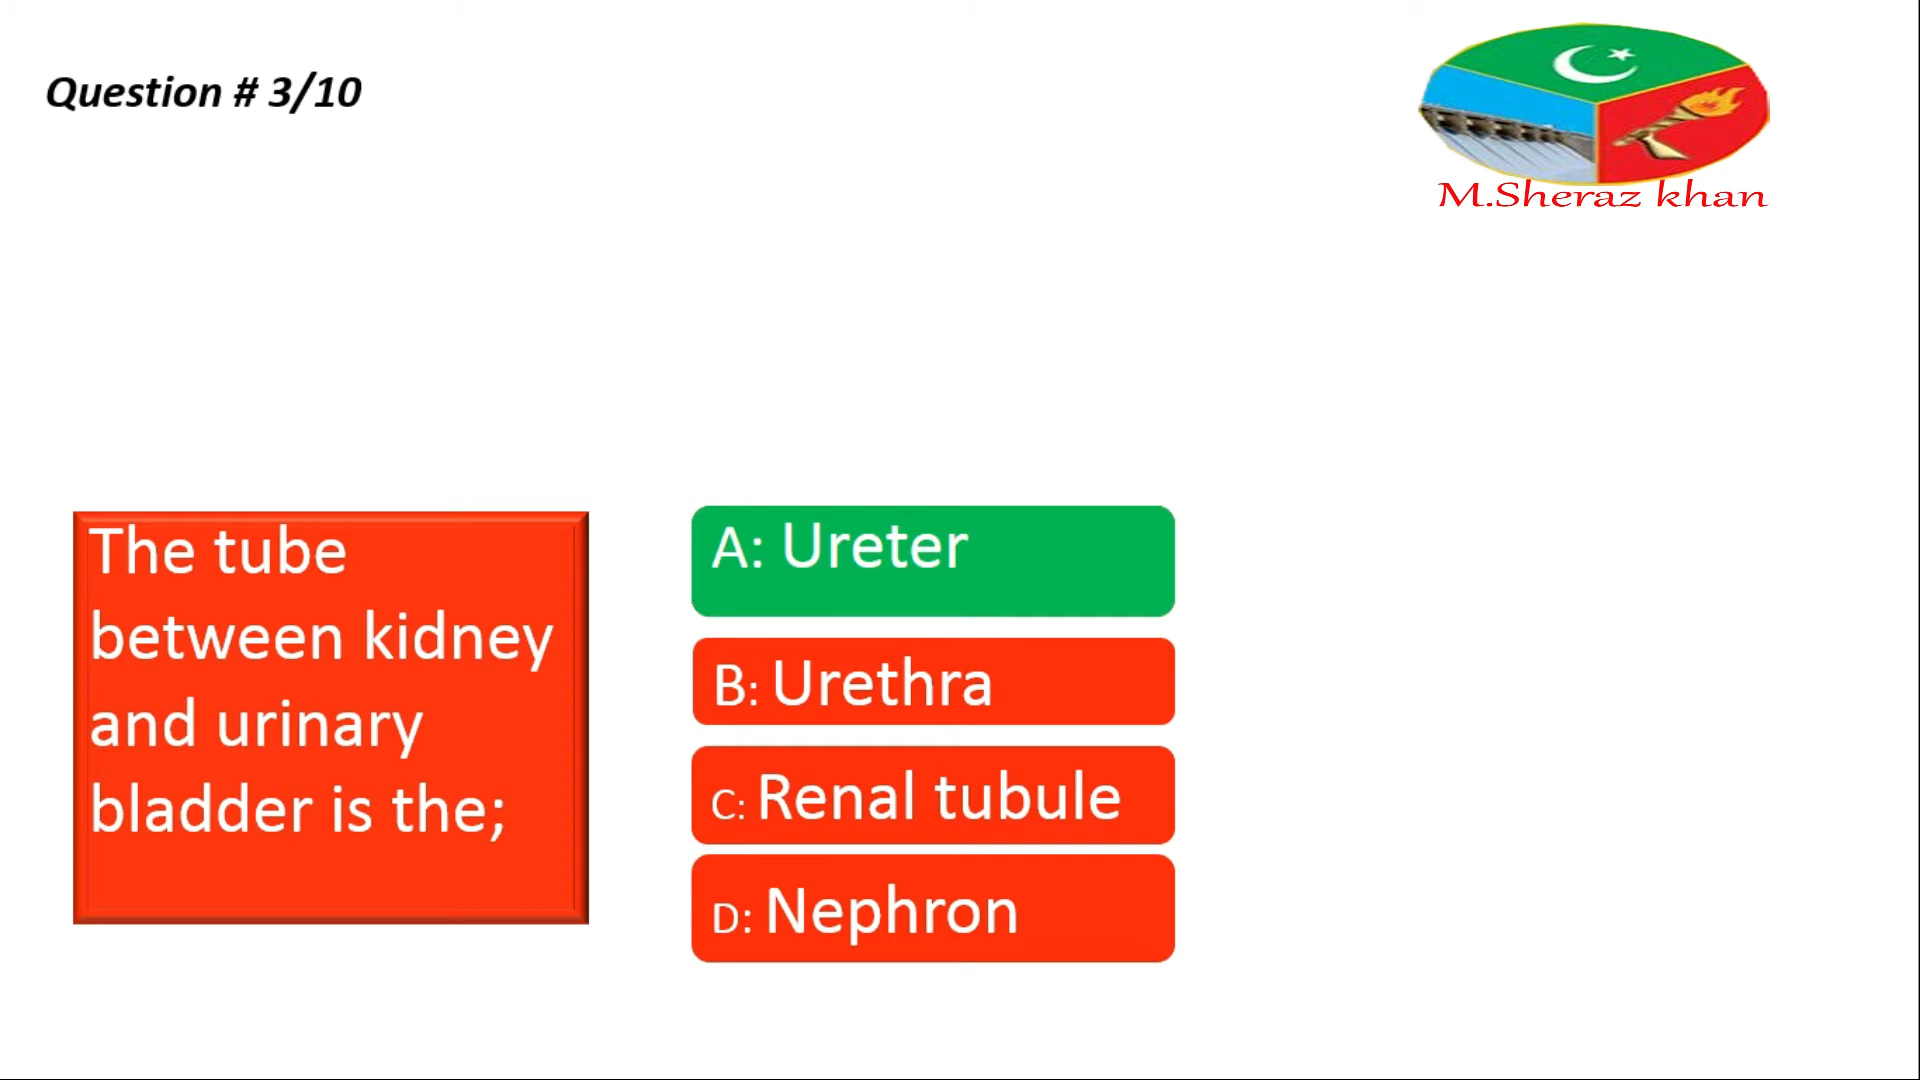 Question # 3/10
M.Sheraz khan
The tube
between kidney
and urinary
bladder is the;
A: Ureter
B: Urethra
C: Renal tubule
D: Nephron